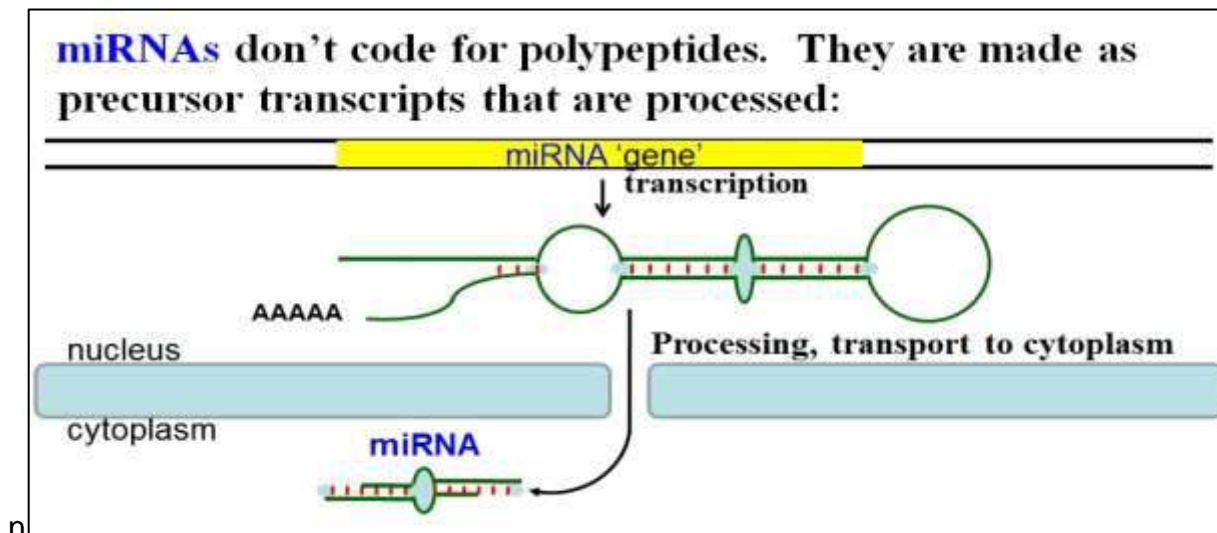 miRNAs don't code for polypeptides. They are made as
precursor transcripts that are processed:
miRNA 'gene'
transcription
AAAAA
nucleus
Processing, transport to cytoplasm
cytoplasm
miRNA
n